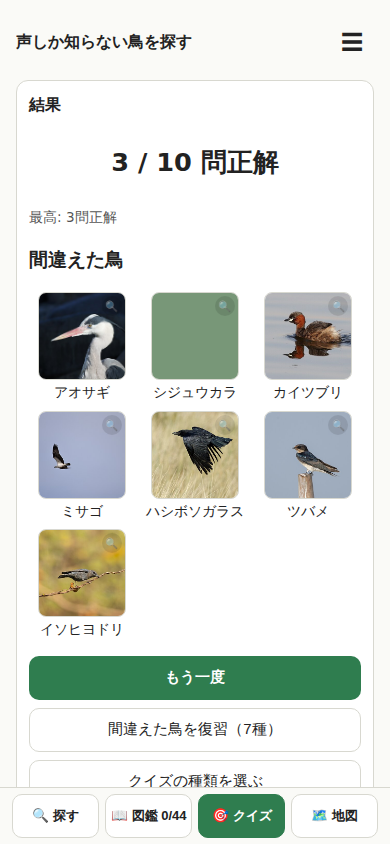 声しか知らない鳥を探す
☰
結果
3 / 10 問正解
最高: 3問正解
間違えた鳥
アオサギ
シジュウカラ
カイツブリ
ミサゴ
ハシボソガラス
ツバメ
イソヒヨドリ
もう一度
間違えた鳥を復習（7種）
クイズの種類を選ぶ
🔍 探す
📖 図鑑 0/44
🎯 クイズ
🗺️ 地図